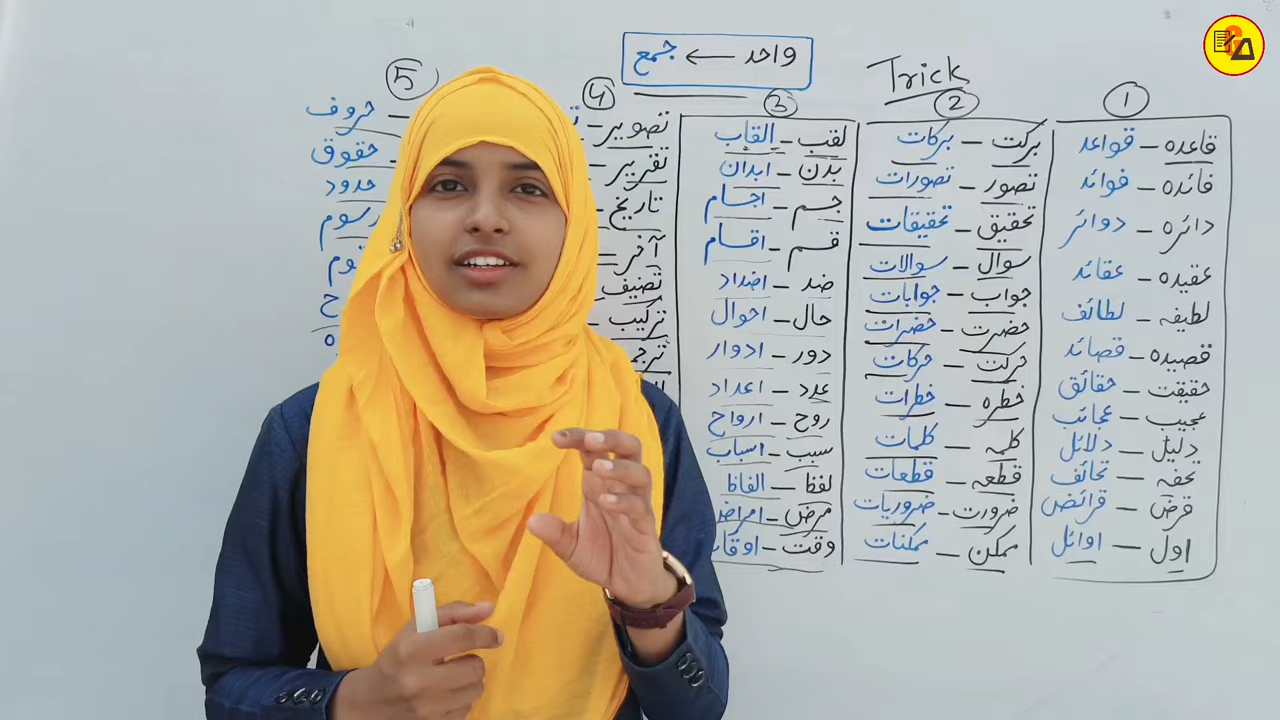 واحد ← جمع
Trick
1
قاعدہ – قواعد
فائدہ – فوائد
دائرہ – دوائر
عقیدہ – عقائد
لطیفہ – لطائف
قصیدہ – قصائد
حقیقت – حقائق
عجیب – عجائب
دلیل – دلائل
تحفہ – تحائف
فرض – فرائض
اول – اوائل
2
برکت – برکات
تصور – تصورات
تحقیق – تحقیقات
سوال – سوالات
جواب – جوابات
حضرت – حضرات
حرکت – حرکات
خطرہ – خطرات
کلمہ – کلمات
قطعہ – قطعات
ضرورت – ضروریات
ممکن – ممکنات
3
لقب – القاب
بدن – ابدان
جسم – اجسام
قسم – اقسام
ضد – اضداد
حال – احوال
دور – ادوار
عدد – اعداد
روح – ارواح
سبب – اسباب
لفظ – الفاظ
مرض – امراض
وقت – اوقات
4
تصویر –
تقریر –
تاریخ –
آخر
تصنیف
ترکیب –
5
حروف
حقوق
حدود
رسوم